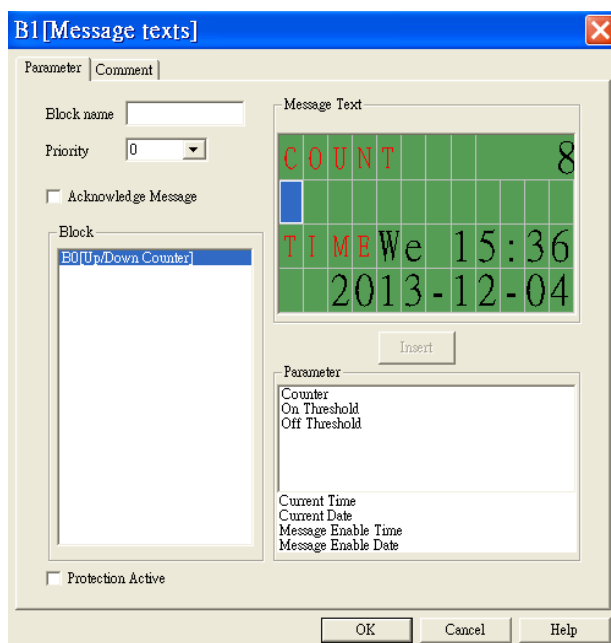 B1[Message texts]
Parameter
Comment
Block name
Priority
0
Acknowledge Message
Block
B0[Up/Down Counter]
Protection Active
Message Text
COUNT 8
TIMEWe 15:36
2013-12-04
Insert
Parameter
Counter
On Threshold
Off Threshold
Current Time
Current Date
Message Enable Time
Message Enable Date
OK
Cancel
Help